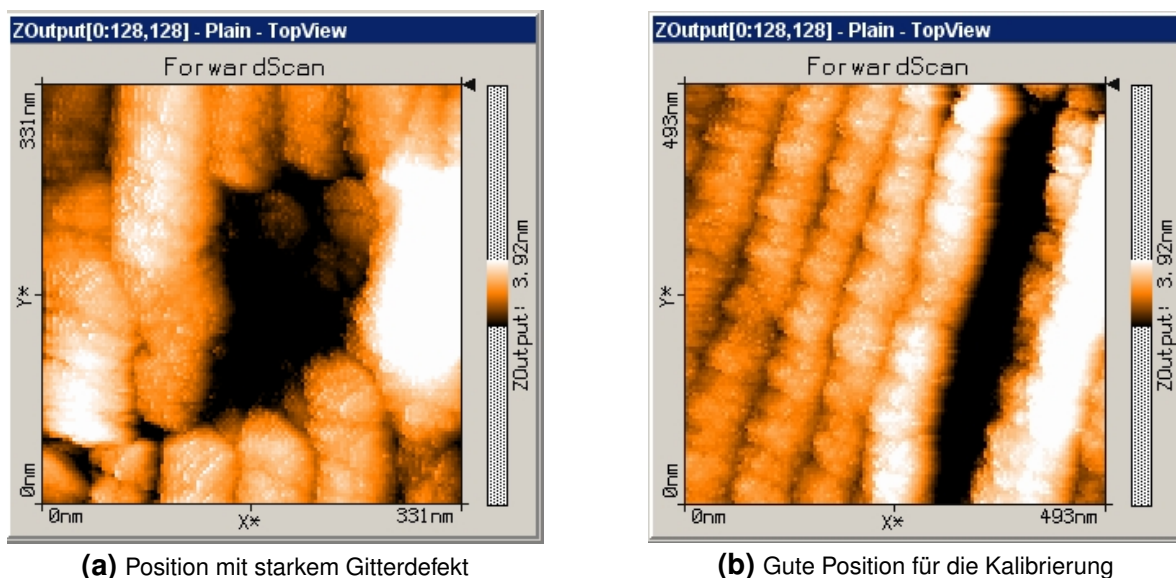 ZOutput[0:128,128] - Plain - TopView
ForwardScan
331nm
Y*
0nm
0nm
X*
331nm
ZOutput! 3.92nm
(a) Position mit starkem Gitterdefekt
ZOutput[0:128,128] - Plain - TopView
ForwardScan
493nm
Y*
0nm
0nm
X*
493nm
ZOutput! 3.92nm
(b) Gute Position für die Kalibrierung